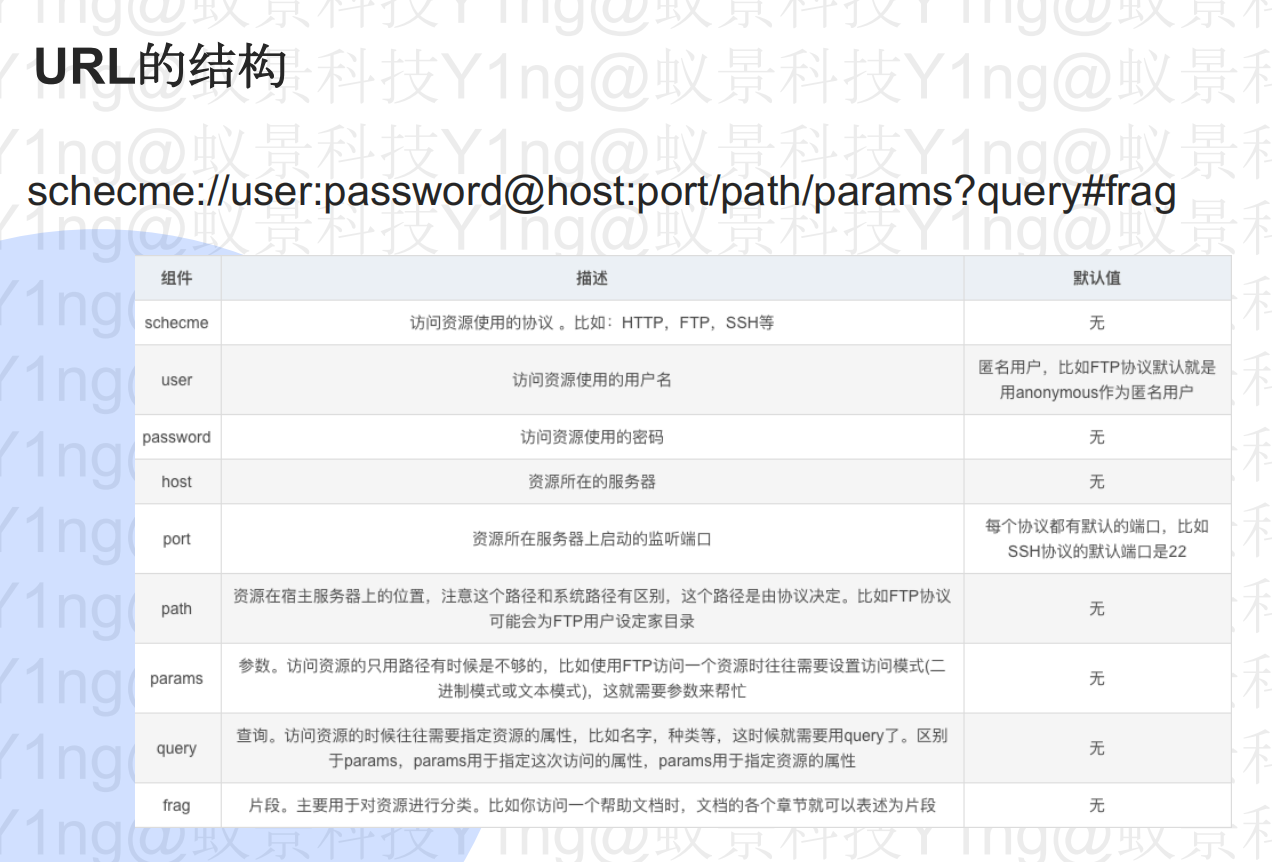 URL的结构
schecme://user:password@host:port/path/params?query#frag
组件 描述 默认值
schecme 访问资源使用的协议 。比如：HTTP，FTP，SSH等 无
user 访问资源使用的用户名 匿名用户，比如FTP协议默认就是
用anonymous作为匿名用户
password 访问资源使用的密码 无
host 资源所在的服务器 无
port 资源所在服务器上启动的监听端口 每个协议都有默认的端口，比如
SSH协议的默认端口是22
path 资源在宿主服务器上的位置，注意这个路径和系统路径有区别，这个路径是由协议决定。比如FTP协议
可能会为FTP用户设定家目录 无
params 参数。访问资源的只用路径有时候是不够的，比如使用FTP访问一个资源时往往需要设置访问模式(二
进制模式或文本模式)，这就需要参数来帮忙 无
query 查询。访问资源的时候往往需要指定资源的属性，比如名字，种类等，这时候就需要用query了。区别
于params，params用于指定这次访问的属性，params用于指定资源的属性 无
frag 片段。主要用于对资源进行分类。比如你访问一个帮助文档时，文档的各个章节就可以表述为片段 无
Y1ng@蚁景科技Y1ng@蚁景科技Y1ng@蚁景科